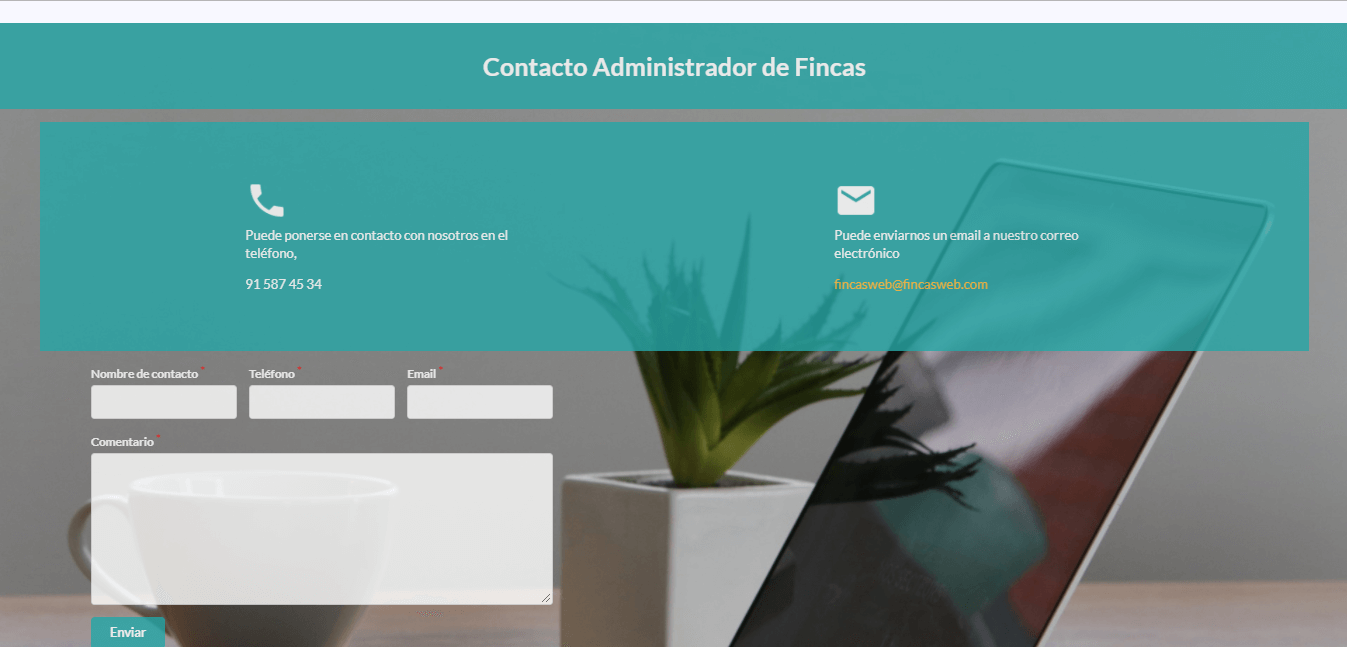 Contacto Administrador de Fincas
Puede ponerse en contacto con nosotros en el
teléfono,
91 587 45 34
Puede enviarnos un email a nuestro correo
electrónico
fincasweb@fincasweb.com
Nombre de contacto * Teléfono * Email *
Comentario *
Enviar